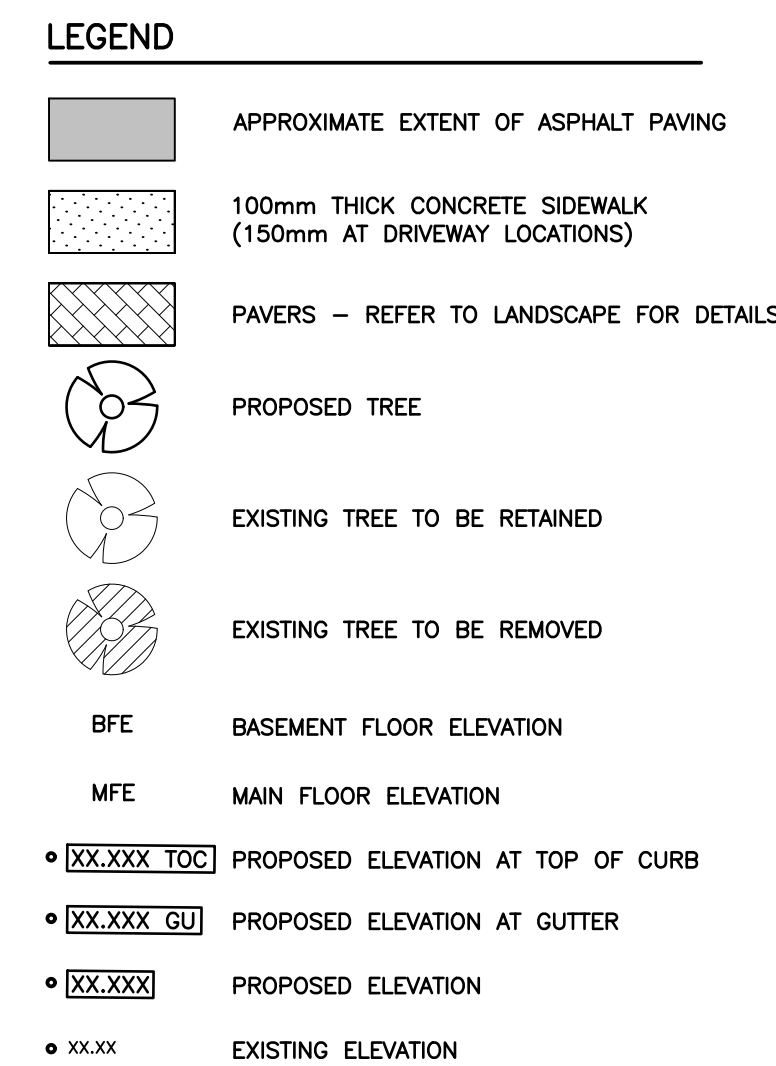 LEGEND
APPROXIMATE EXTENT OF ASPHALT PAVING
100mm THICK CONCRETE SIDEWALK
(150mm AT DRIVEWAY LOCATIONS)
PAVERS – REFER TO LANDSCAPE FOR DETAILS
PROPOSED TREE
EXISTING TREE TO BE RETAINED
EXISTING TREE TO BE REMOVED
BFE BASEMENT FLOOR ELEVATION
MFE MAIN FLOOR ELEVATION
XX.XXX TOC PROPOSED ELEVATION AT TOP OF CURB
XX.XXX GU PROPOSED ELEVATION AT GUTTER
XX.XXX PROPOSED ELEVATION
XX.XX EXISTING ELEVATION